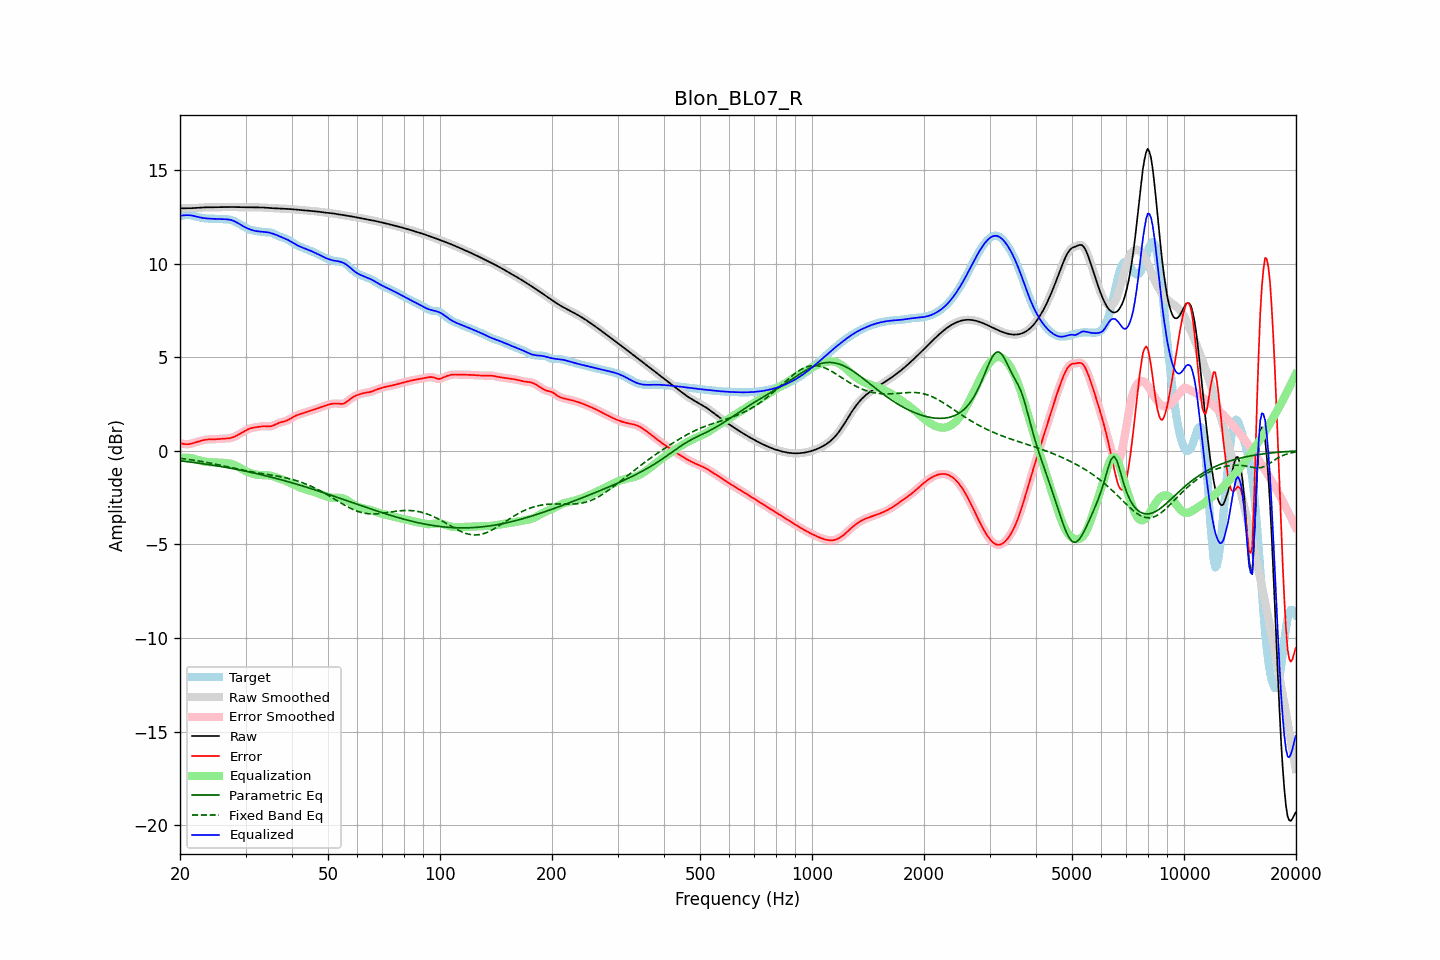 Blon_BL07_R
Amplitude (dBr)
15
10
5
0
−5
−10
−15
−20
Target
Raw Smoothed
Error Smoothed
Raw
Error
Equalization
Parametric Eq
Fixed Band Eq
Equalized
20 50 100 200 500 1000 2000 5000 10000 20000
Frequency (Hz)